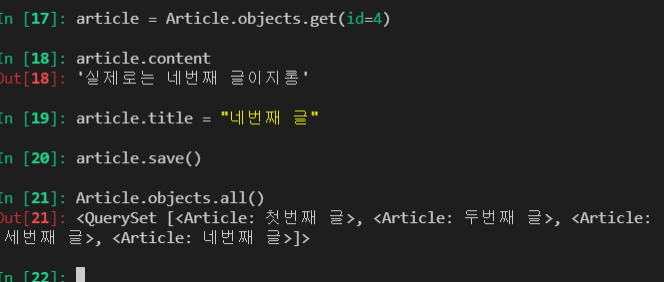 In [17]: article = Article.objects.get(id=4)
In [18]: article.content
Out[18]: '실제로는 네번째 글이지롱'
In [19]: article.title = "네번째 글"
In [20]: article.save()
In [21]: Article.objects.all()
Out[21]: <QuerySet [<Article: 첫번째 글>, <Article: 두번째 글>, <Article:
세번째 글>, <Article: 네번째 글>]>
In [22]: